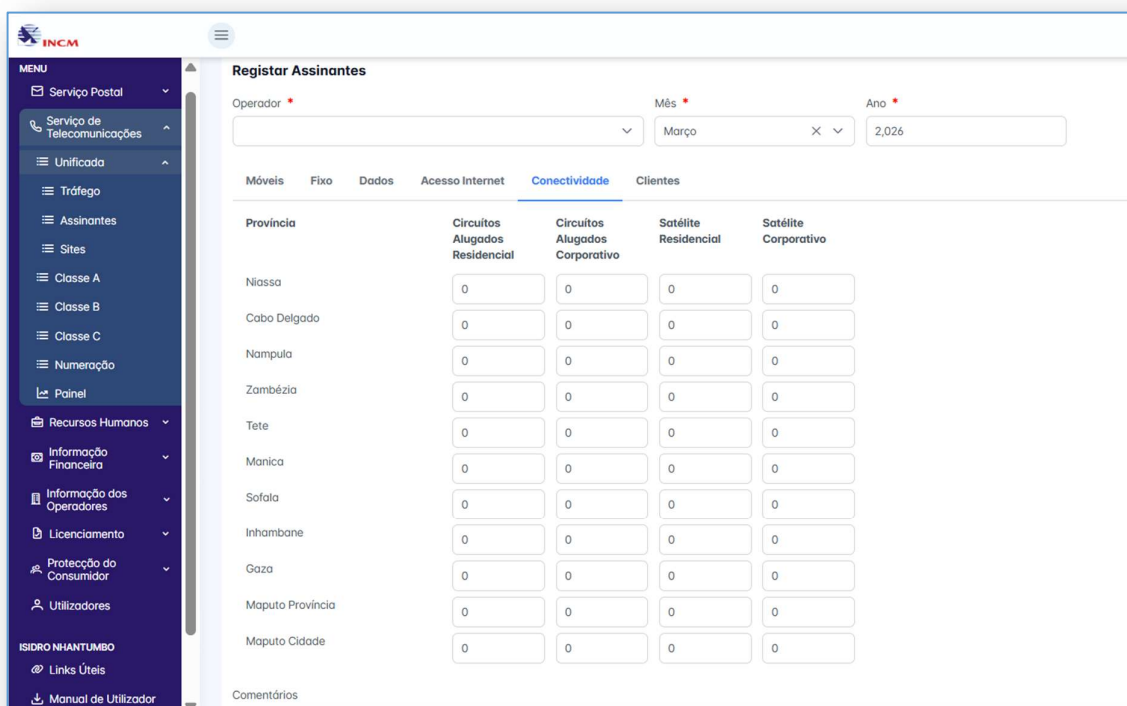 INCM
MENU
Serviço Postal
Serviço de
Telecomunicações
Unificada
Tráfego
Assinantes
Sites
Classe A
Classe B
Classe C
Numeração
Painel
Recursos Humanos
Informação
Financeira
Informação dos
Operadores
Licenciamento
Protecção do
Consumidor
Utilizadores
ISIDRO NHANTUMBO
Links Úteis
Manual de Utilizador
Registar Assinantes
Operador * Mês * Ano *
Março 2,026
Móveis Fixo Dados Acesso Internet Conectividade Clientes
Província Circuítos Alugados Residencial Circuítos Alugados Corporativo Satélite Residencial Satélite Corporativo
Niassa 0 0 0 0
Cabo Delgado 0 0 0 0
Nampula 0 0 0 0
Zambézia 0 0 0 0
Tete 0 0 0 0
Manica 0 0 0 0
Sofala 0 0 0 0
Inhambane 0 0 0 0
Gaza 0 0 0 0
Maputo Província 0 0 0 0
Maputo Cidade 0 0 0 0
Comentários